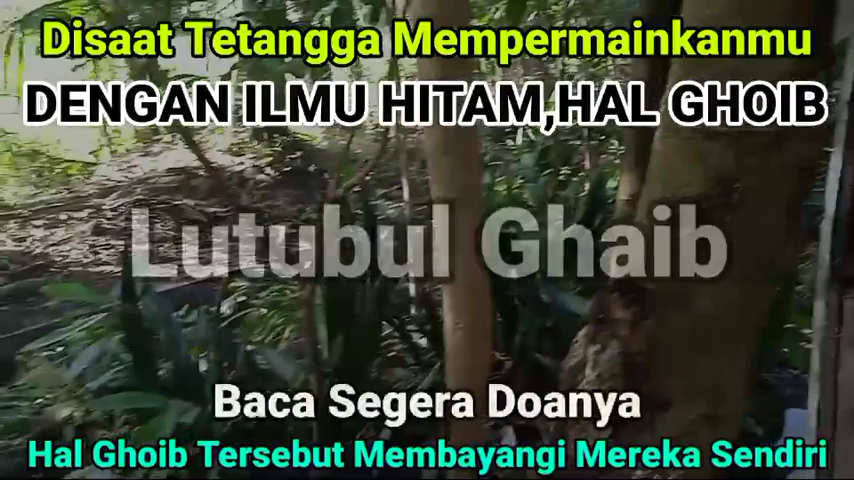 Disaat Tetangga Mempermainkanmu
DENGAN ILMU HITAM,HAL GHOIB
Lutubul Ghaib
Baca Segera Doanya
Hal Ghoib Tersebut Membayangi Mereka Sendiri